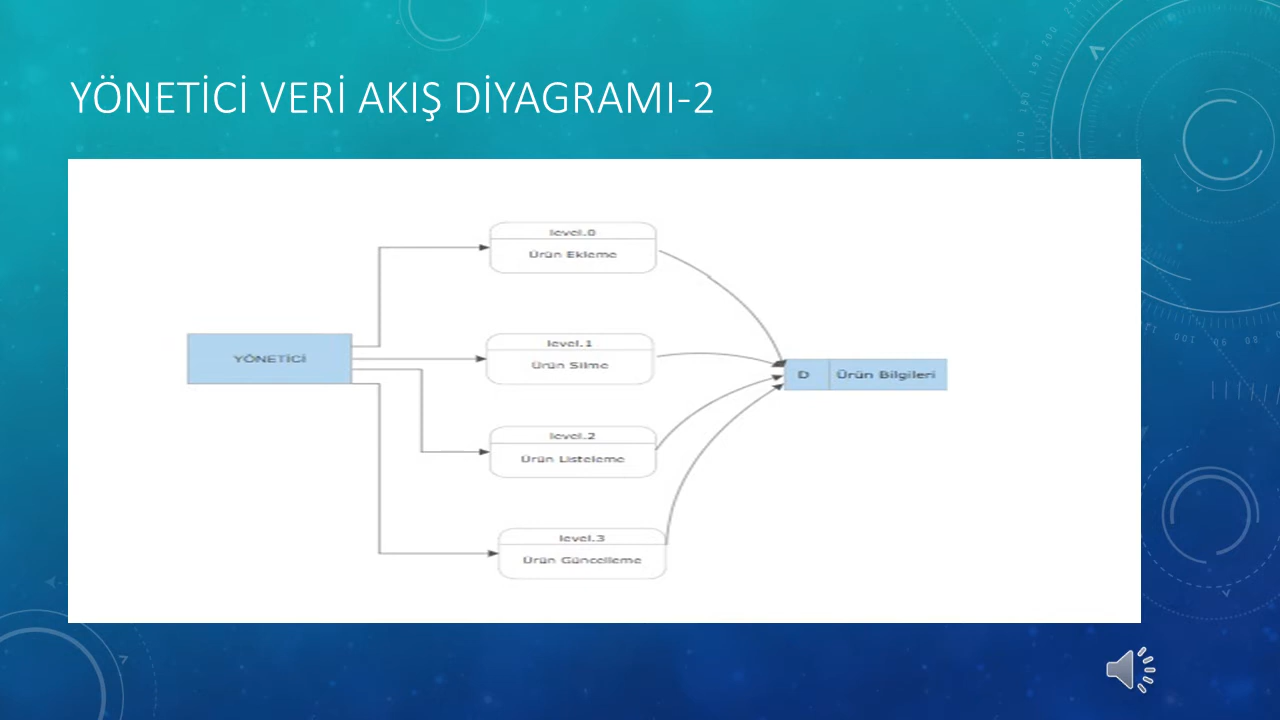 YÖNETİCİ VERİ AKIŞ DİYAGRAMI-2
level.0
Ürün Ekleme
YÖNETİCİ
level.1
Ürün Silme
D Ürün Bilgileri
level.2
Ürün Listeleme
level.3
Ürün Güncelleme